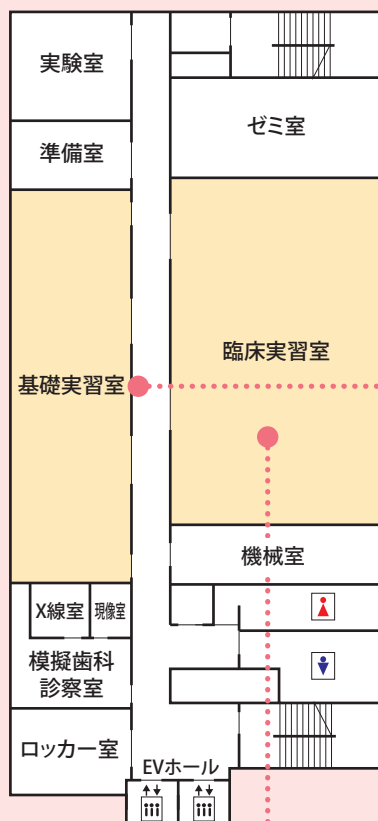 実験室
ゼミ室
準備室
臨床実習室
基礎実習室
機械室
X線室
現像室
模擬歯科
診察室
ロッカー室
EVホール